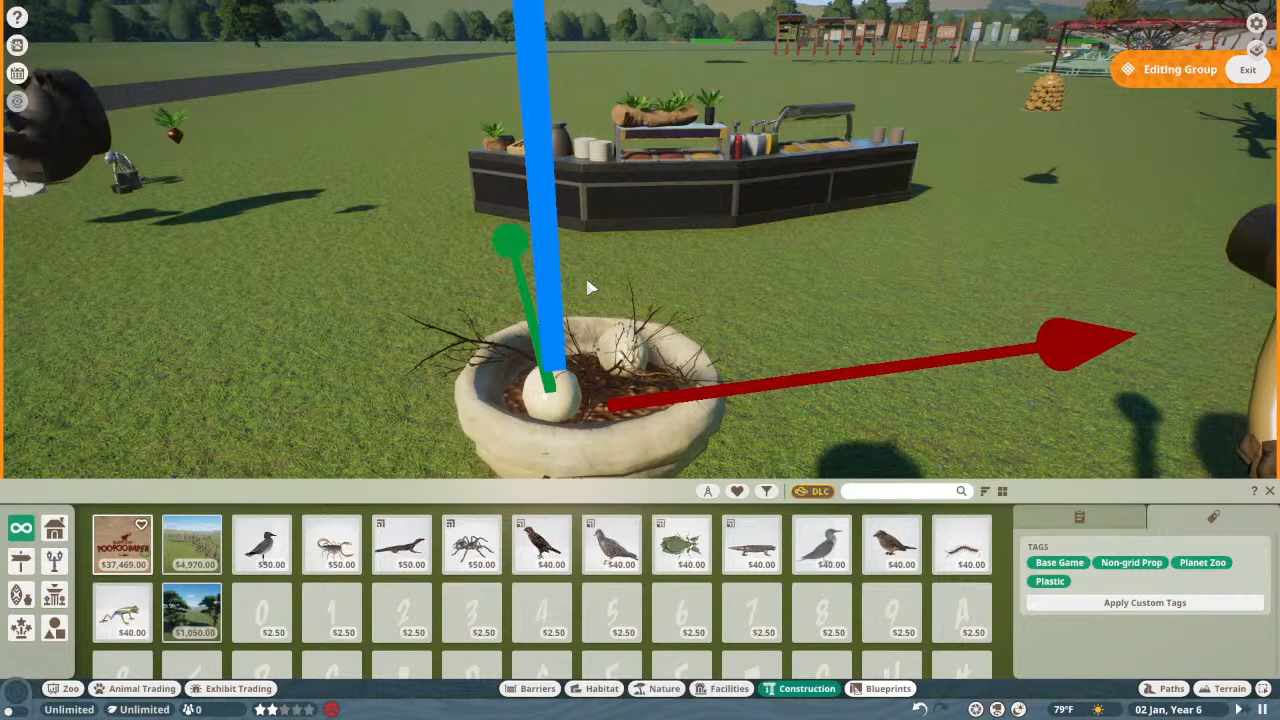 Editing Group
Exit
DLC
$37,469.00 $4,970.00 $50.00 $50.00 $50.00 $50.00 $40.00 $40.00 $40.00 $40.00 $40.00 $40.00 $40.00
$40.00 $1,050.00 0 $2.50 1 $2.50 2 $2.50 3 $2.50 4 $2.50 5 $2.50 6 $2.50 7 $2.50 8 $2.50 9 $2.50 A $2.50
TAGS
Base Game Non-grid Prop Planet Zoo
Plastic
Apply Custom Tags
Zoo Animal Trading Exhibit Trading Barriers Habitat Nature Facilities Construction Blueprints Paths Terrain
Unlimited Unlimited 0 79°F 02 Jan, Year 6